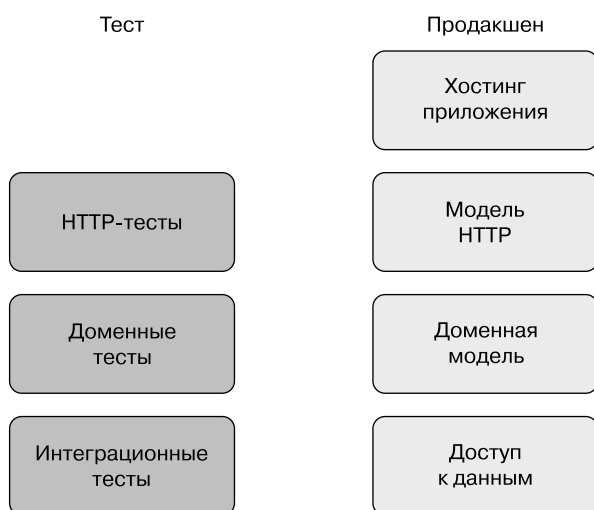 Тест
Продакшен
Хостинг
приложения
HTTP-тесты
Модель
HTTP
Доменные
тесты
Доменная
модель
Интеграционные
тесты
Доступ
к данным